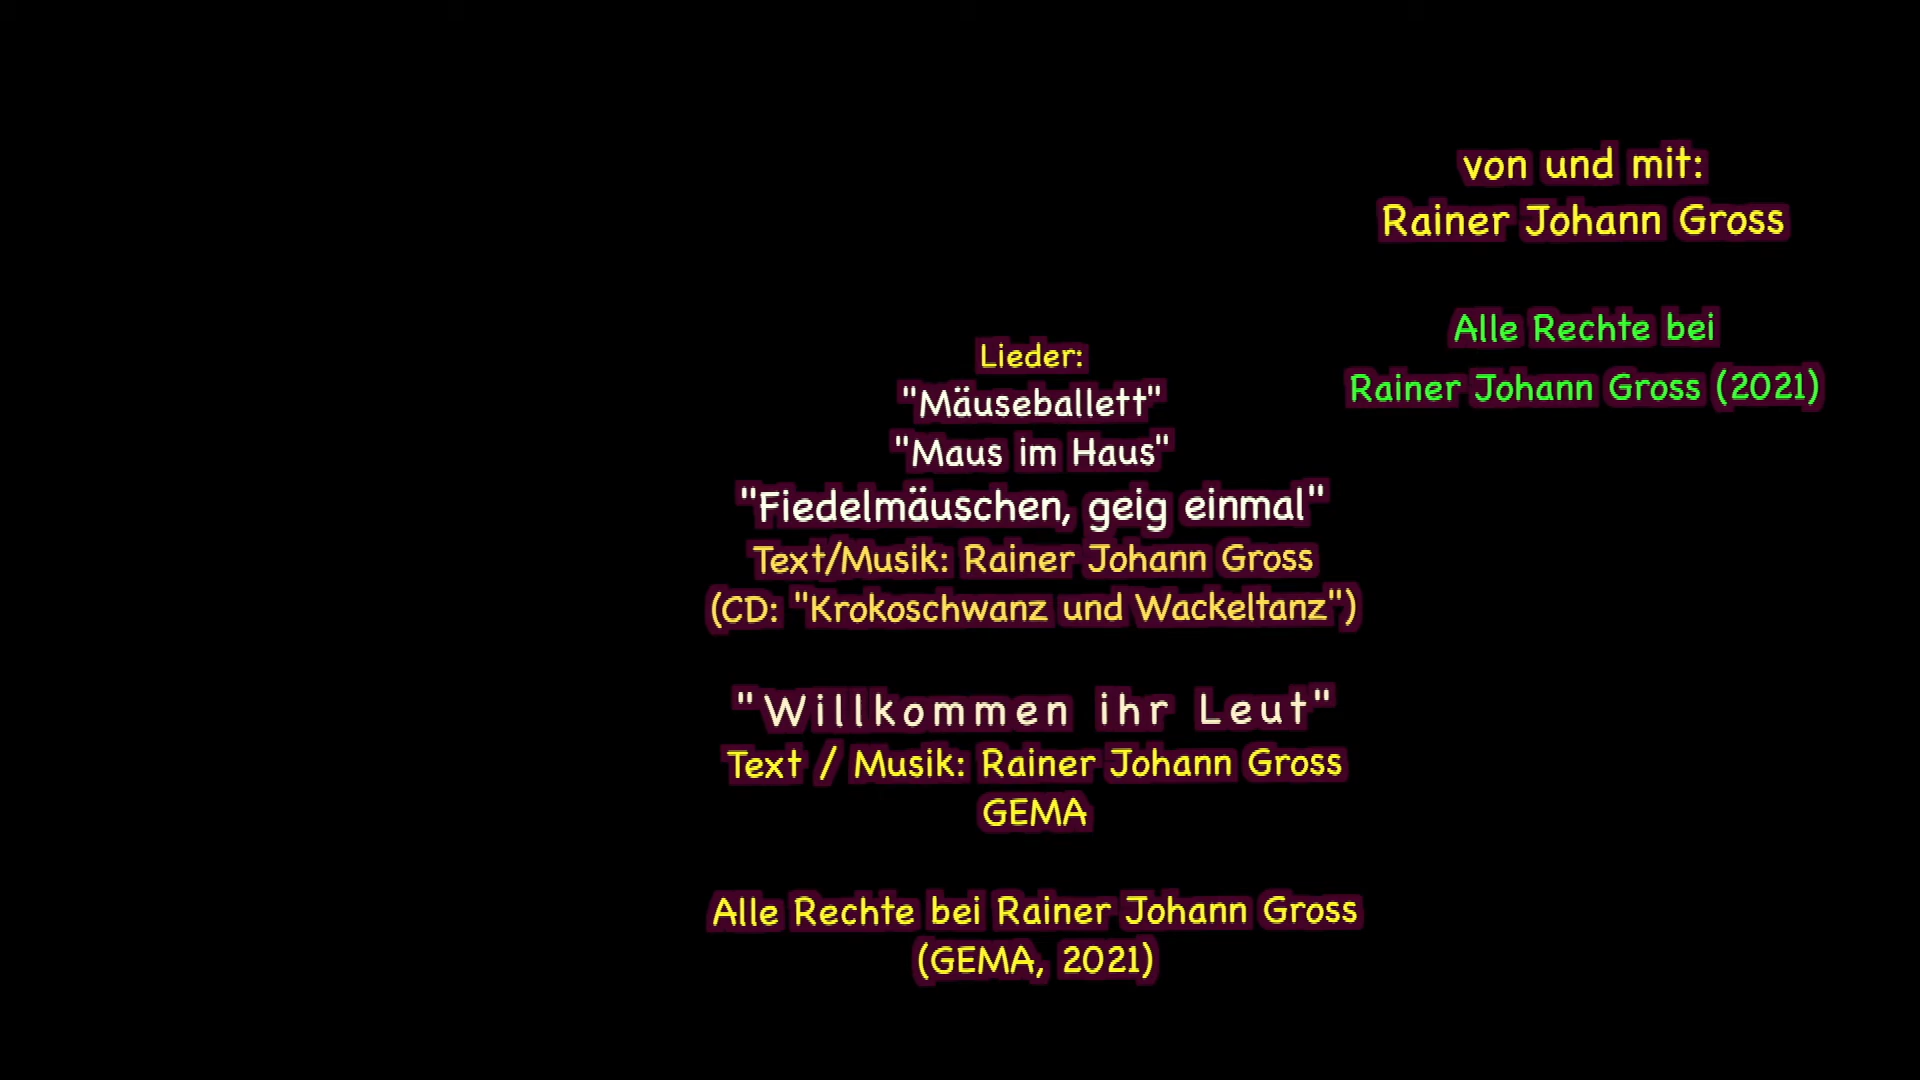 von und mit:
Rainer Johann Gross
Alle Rechte bei
Rainer Johann Gross (2021)
Lieder:
"Mäuseballett"
"Maus im Haus"
"Fiedelmäuschen, geig einmal"
Text/Musik: Rainer Johann Gross
(CD: "Krokoschwanz und Wackeltanz")
"Willkommen ihr Leut"
Text / Musik: Rainer Johann Gross
GEMA
Alle Rechte bei Rainer Johann Gross
(GEMA, 2021)